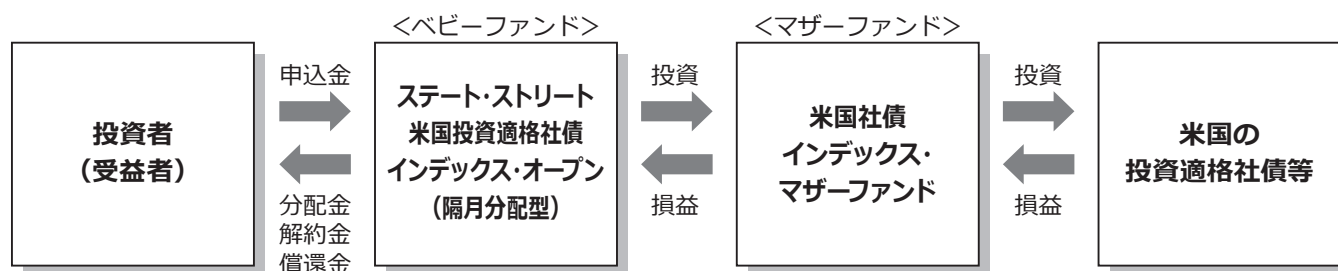 ＜ベビーファンド＞
＜マザーファンド＞
投資者
（受益者）
申込金
分配金
解約金
償還金
ステート・ストリート
米国投資適格社債
インデックス・オープン
（隔月分配型）
投資
損益
米国社債
インデックス・
マザーファンド
投資
損益
米国の
投資適格社債等